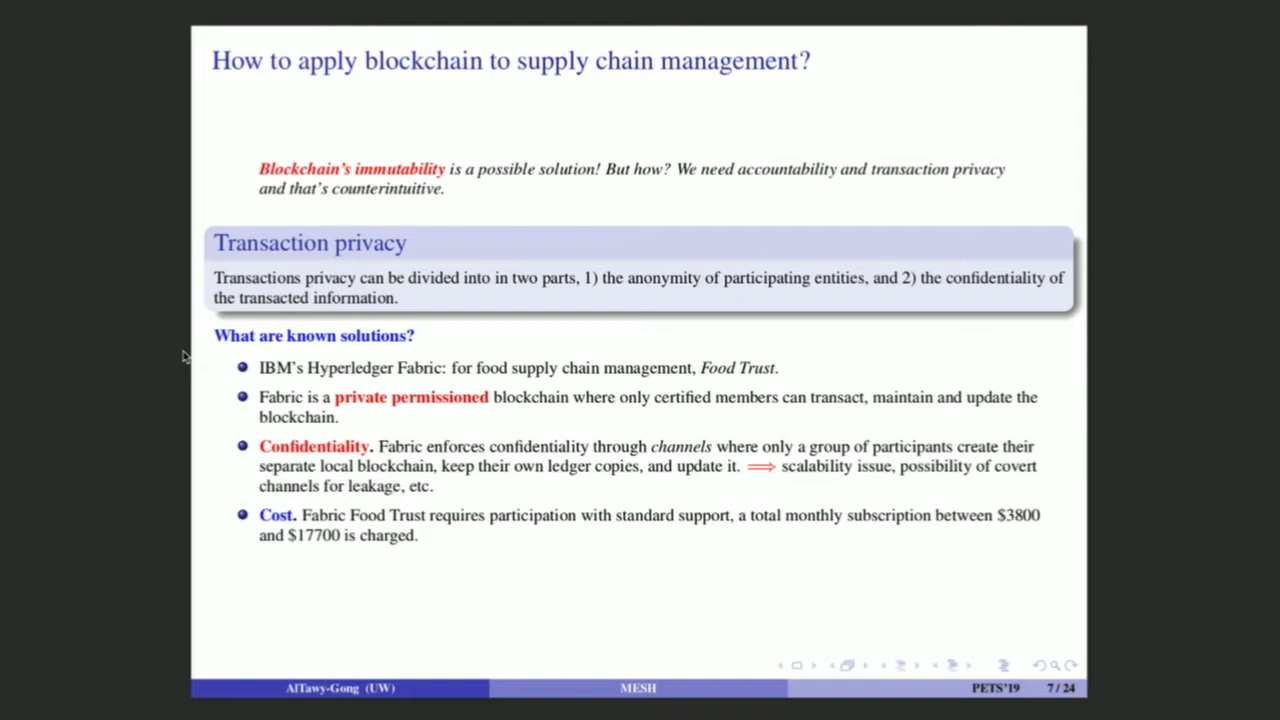 How to apply blockchain to supply chain management?
Blockchain's immutability is a possible solution! But how? We need accountability and transaction privacy
and that's counterintuitive.
Transaction privacy
Transactions privacy can be divided into in two parts, 1) the anonymity of participating entities, and 2) the confidentiality of
the transacted information.
What are known solutions?
IBM's Hyperledger Fabric: for food supply chain management, Food Trust.
Fabric is a private permissioned blockchain where only certified members can transact, maintain and update the
blockchain.
Confidentiality. Fabric enforces confidentiality through channels where only a group of participants create their
separate local blockchain, keep their own ledger copies, and update it. ⟹ scalability issue, possibility of covert
channels for leakage, etc.
Cost. Fabric Food Trust requires participation with standard support, a total monthly subscription between $3800
and $17700 is charged.
AlTawy-Gong (UW) MESH PETS'19 7 / 24